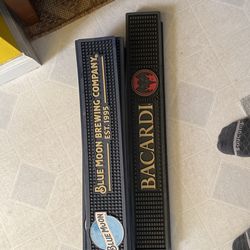 BLUE MOON BREWING COMPANY
EST. 1995
BLUE MOON
BACARDI